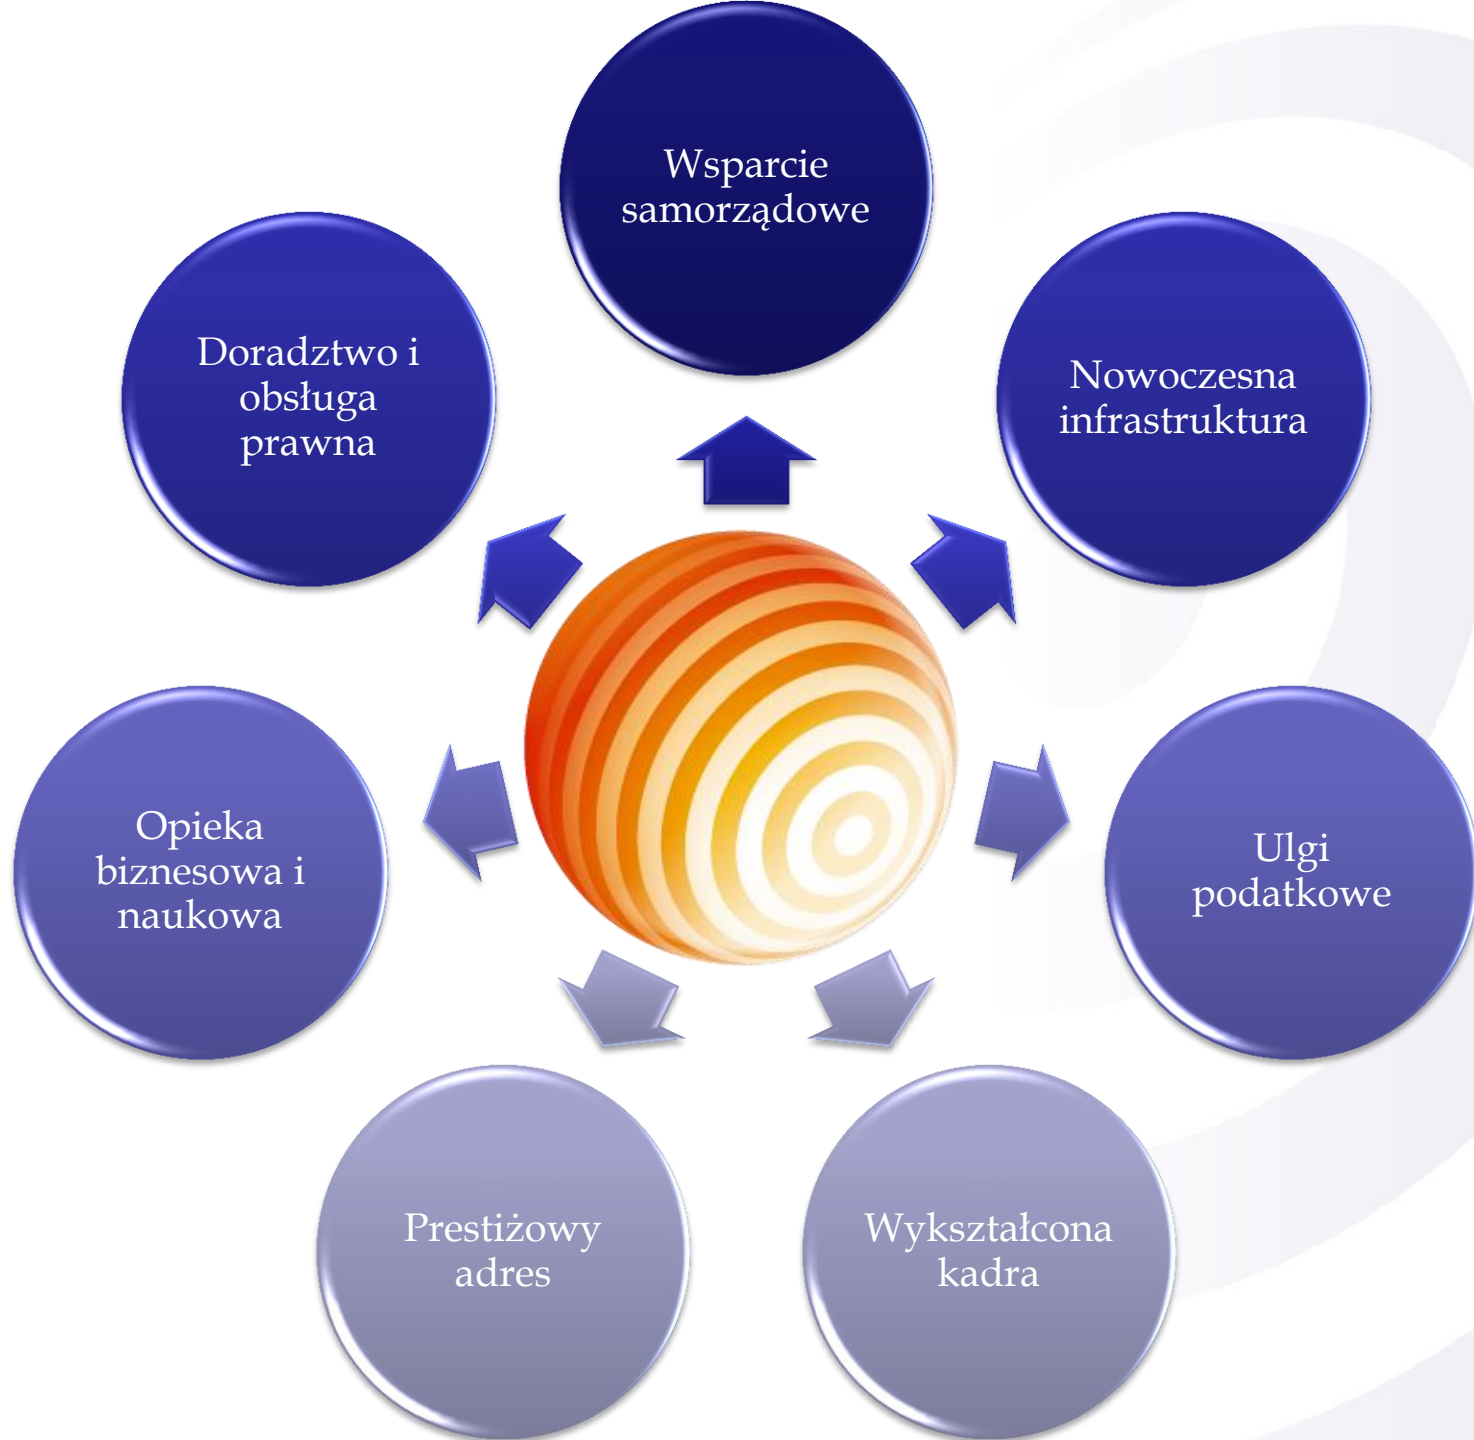 Wsparcie
samorządowe
Nowoczesna
infrastruktura
Ulgi
podatkowe
Wykształcona
kadra
Prestiżowy
adres
Opieka
biznesowa i
naukowa
Doradztwo i
obsługa
prawna